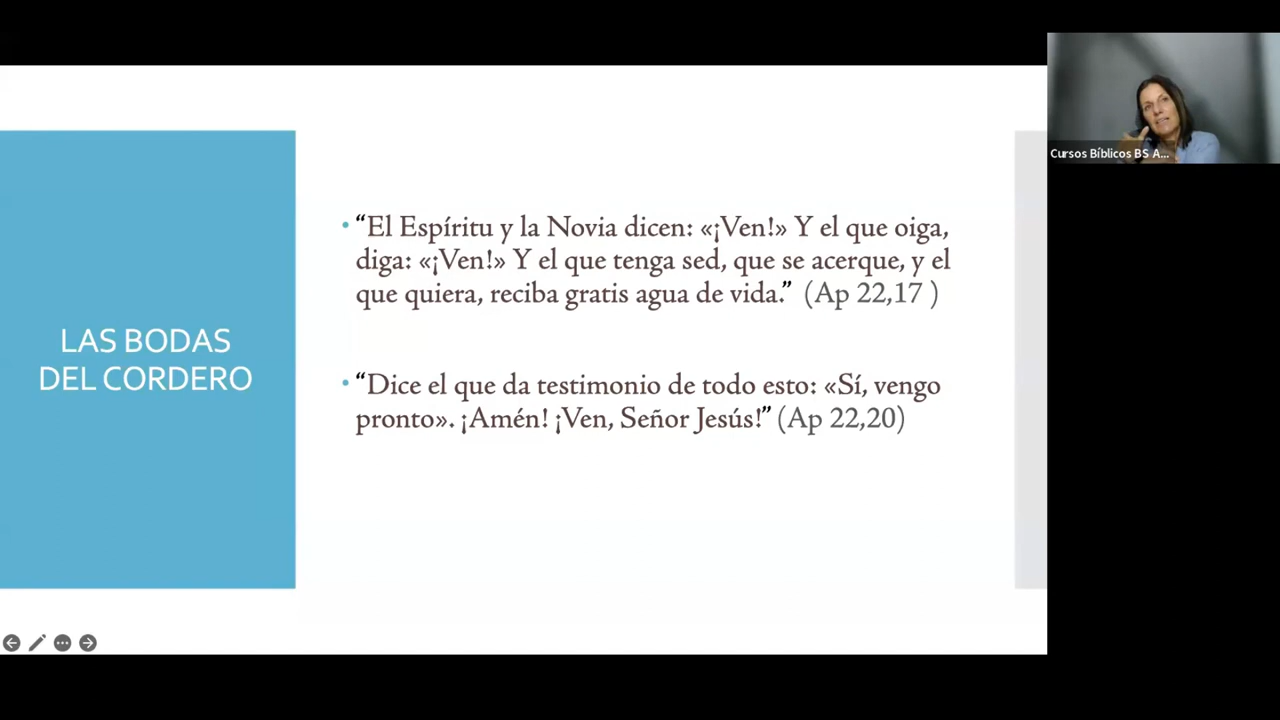 LAS BODAS
DEL CORDERO
• “El Espíritu y la Novia dicen: «¡Ven!» Y el que oiga,
diga: «¡Ven!» Y el que tenga sed, que se acerque, y el
que quiera, reciba gratis agua de vida.” (Ap 22,17 )
• “Dice el que da testimonio de todo esto: «Sí, vengo
pronto». ¡Amén! ¡Ven, Señor Jesús!” (Ap 22,20)
Cursos Bíblicos BS A...